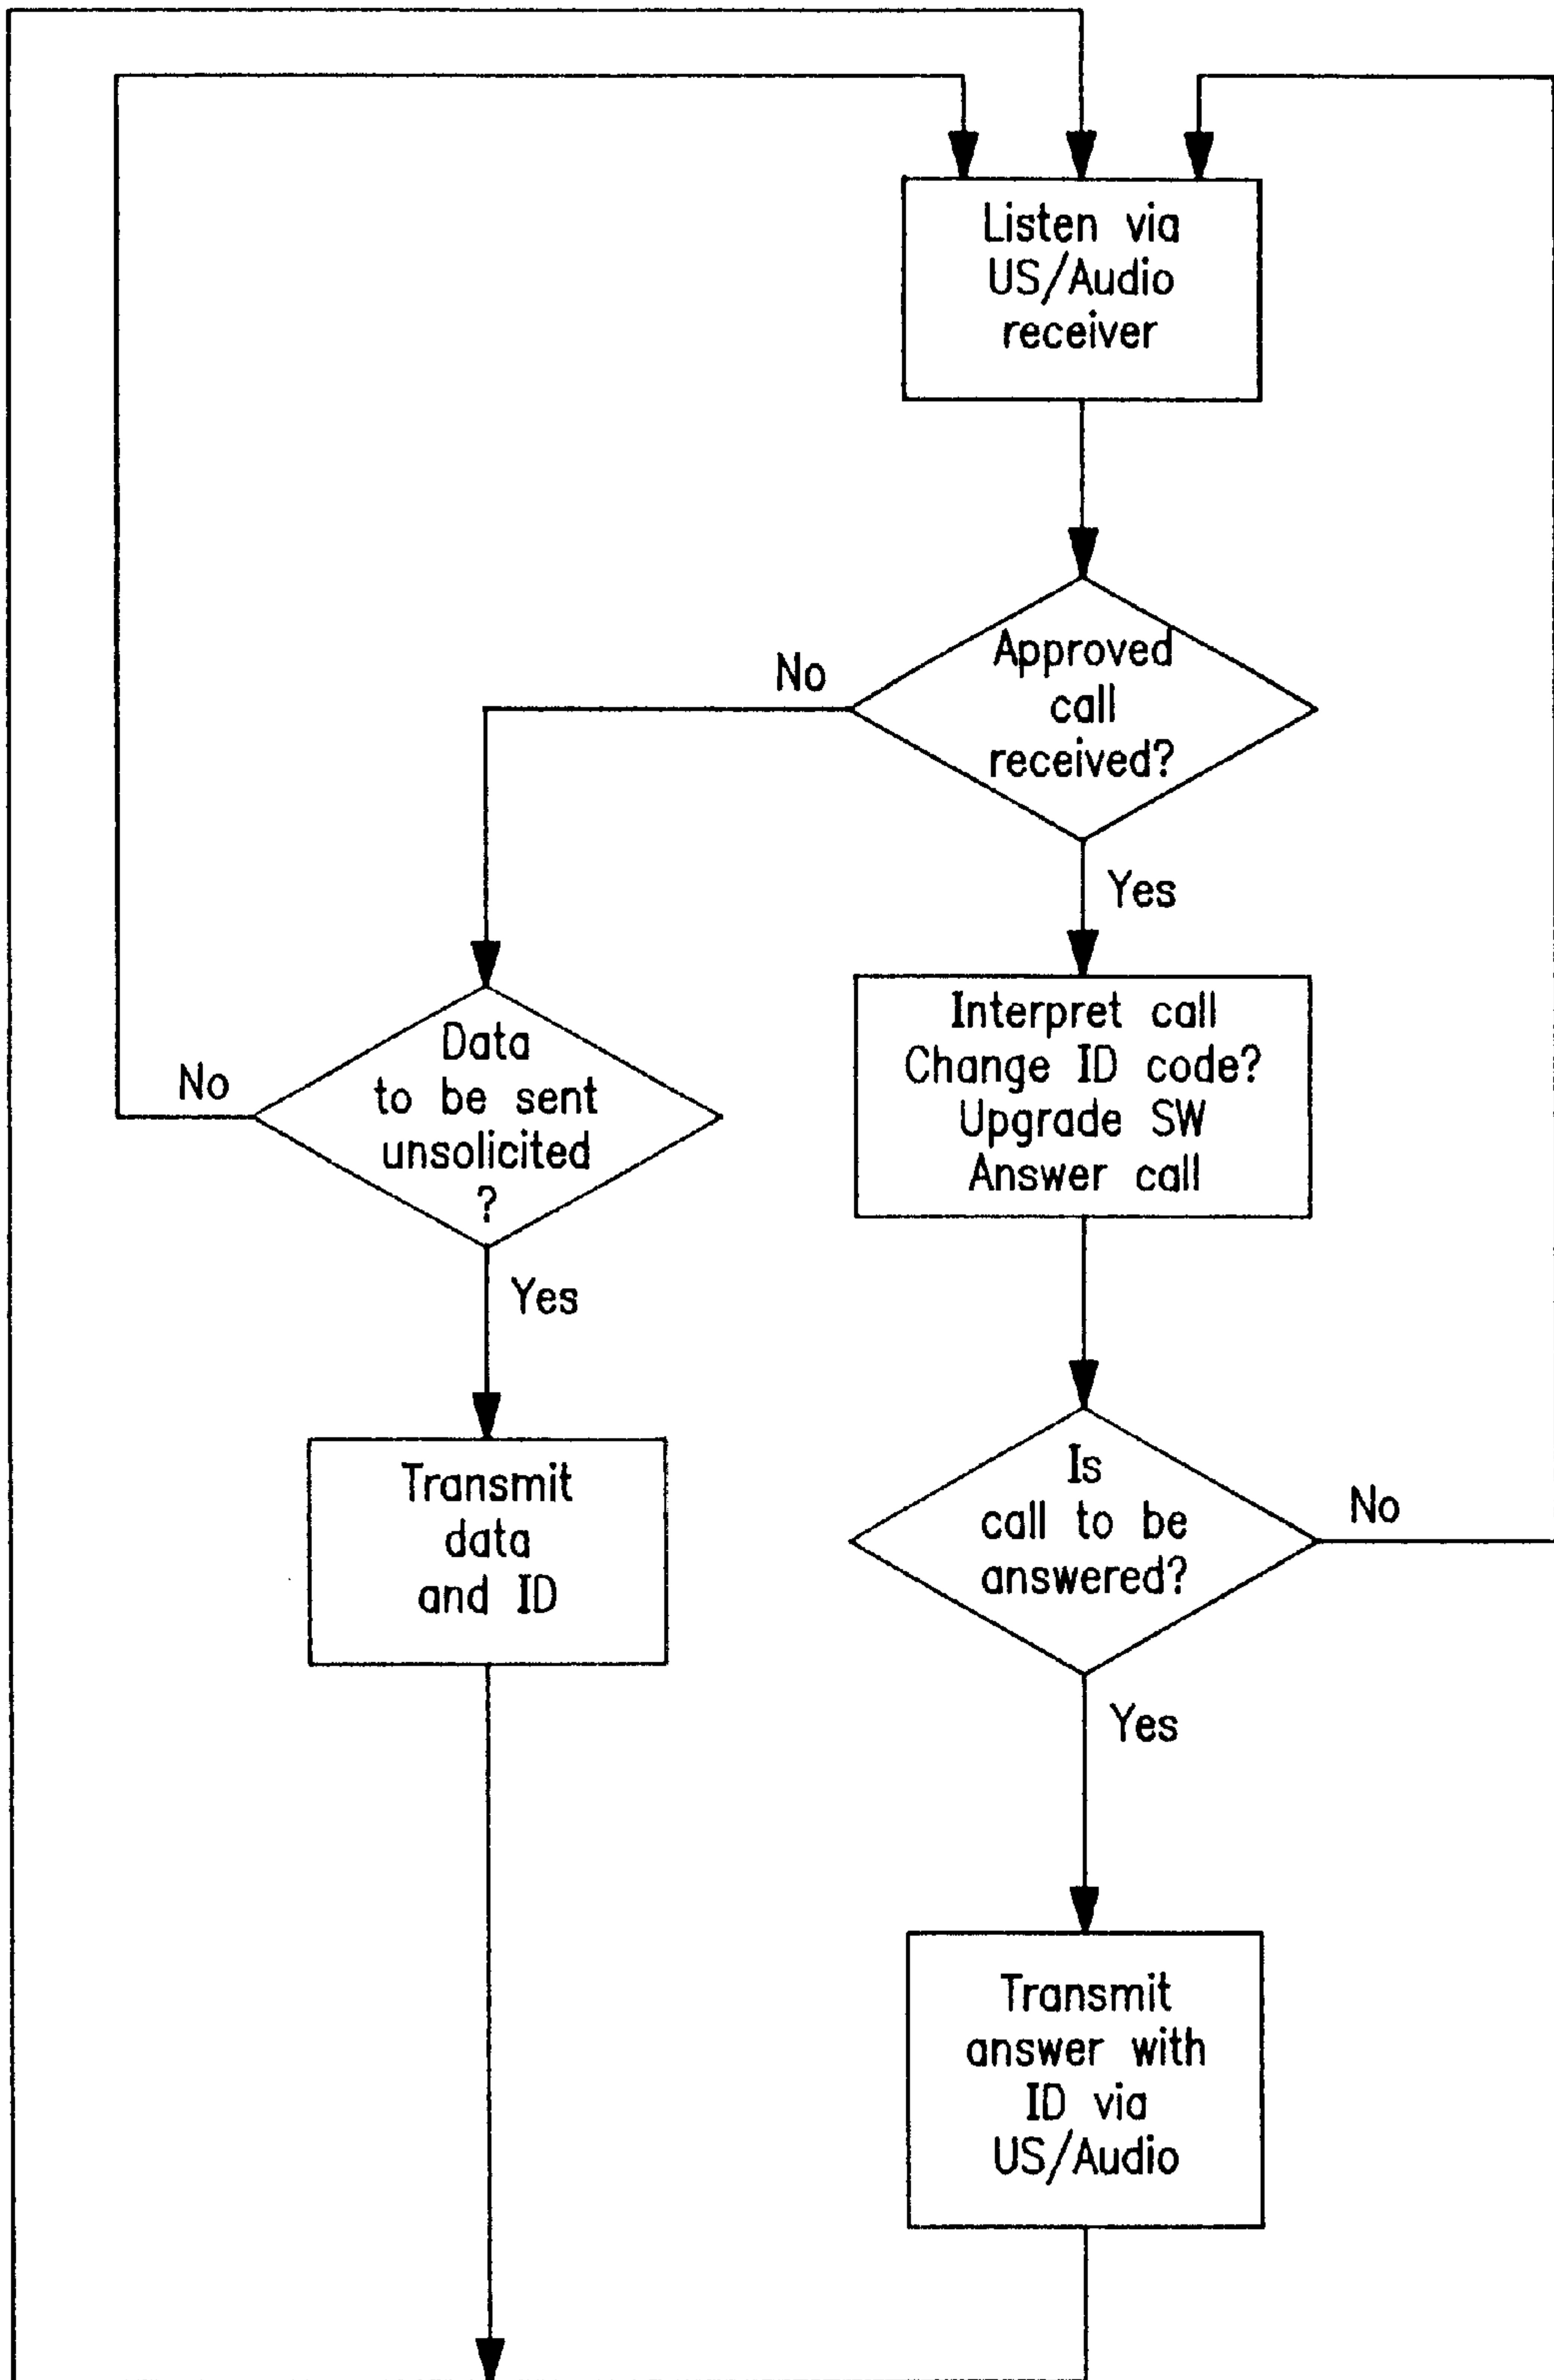 Listen via
US/Audio
receiver
Approved
call
received?
No
Yes
Data
to be sent
unsolicited
?
No
Yes
Interpret call
Change ID code?
Upgrade SW
Answer call
Transmit
data
and ID
Is
call to be
answered?
No
Yes
Transmit
answer with
ID via
US/Audio